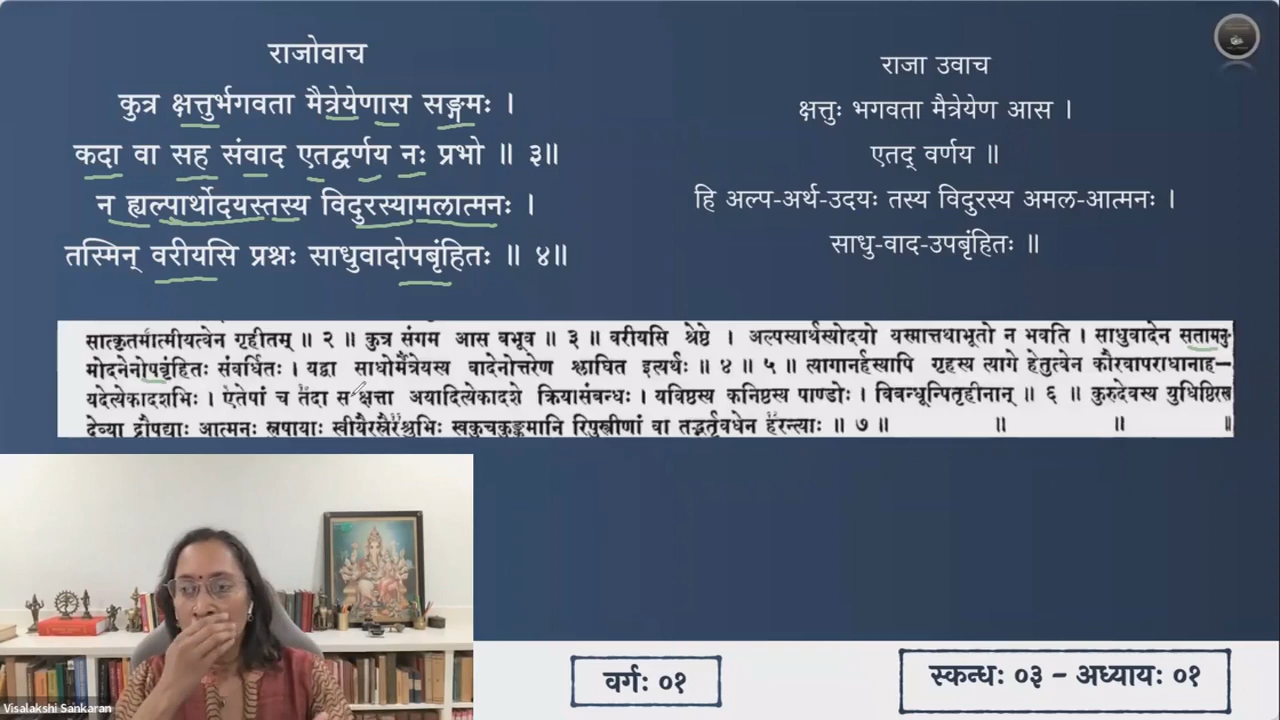 राजोवाच
कुत्र क्षत्तुर्भगवता मैत्रेयेणास सङ्गमः ।
कदा वा सह संवाद एतद्वर्णय नः प्रभो ॥ ३॥
न ह्यल्पार्थोदयस्तस्य विदुरस्यामलात्मनः ।
तस्मिन् वरीयसि प्रश्नः साधुवादोपबृंहितः ॥ ४॥
राजा उवाच
क्षत्तुः भगवता मैत्रेयेण आस ।
एतद् वर्णय ॥
हि अल्प-अर्थ-उदयः तस्य विदुरस्य अमल-आत्मनः ।
साधु-वाद-उपबृंहितः ॥
सात्कृतमात्मीयत्वेन गृहीतम् ॥ २ ॥ कुत्र संगम आस बभूव ॥ ३ ॥ वरीयसि श्रेष्ठे । अल्पस्यार्थस्योदयो यस्मात्तथाभूतो न भवति । साधुवादेन सतामनु-
मोदनेनोपबृंहितः संवर्धितः । यद्वा साधोर्मैत्रेयस्य वादेनोत्तरेण श्लाघित इत्यर्थः ॥ ४ ॥ ५ ॥ त्यागानर्हस्यापि गृहस्य त्यागे हेतुत्वेन कौरवापराधानाह—
यदेत्येकादशभिः । एतेषां च तदा स क्षत्ता अयादित्येकादशे क्रियासंबन्धः । यविष्ठस्य कनिष्ठस्य पाण्डोः । विबन्धून्पितृहीनान् ॥ ६ ॥ कुरुदेवस्य युधिष्ठिरस्य
देव्या द्रौपद्याः आत्मनः स्नुपायाः स्वीयैरस्रैरश्रुभिः स्वकुचकुङ्कमानि रिपुस्त्रीणां वा तद्भर्तृवधेन हरन्त्याः ॥ ७ ॥ ॥ ॥ ॥
Visalakshi Sankaran
वर्गः ०१
स्कन्धः ०३ – अध्यायः ०१